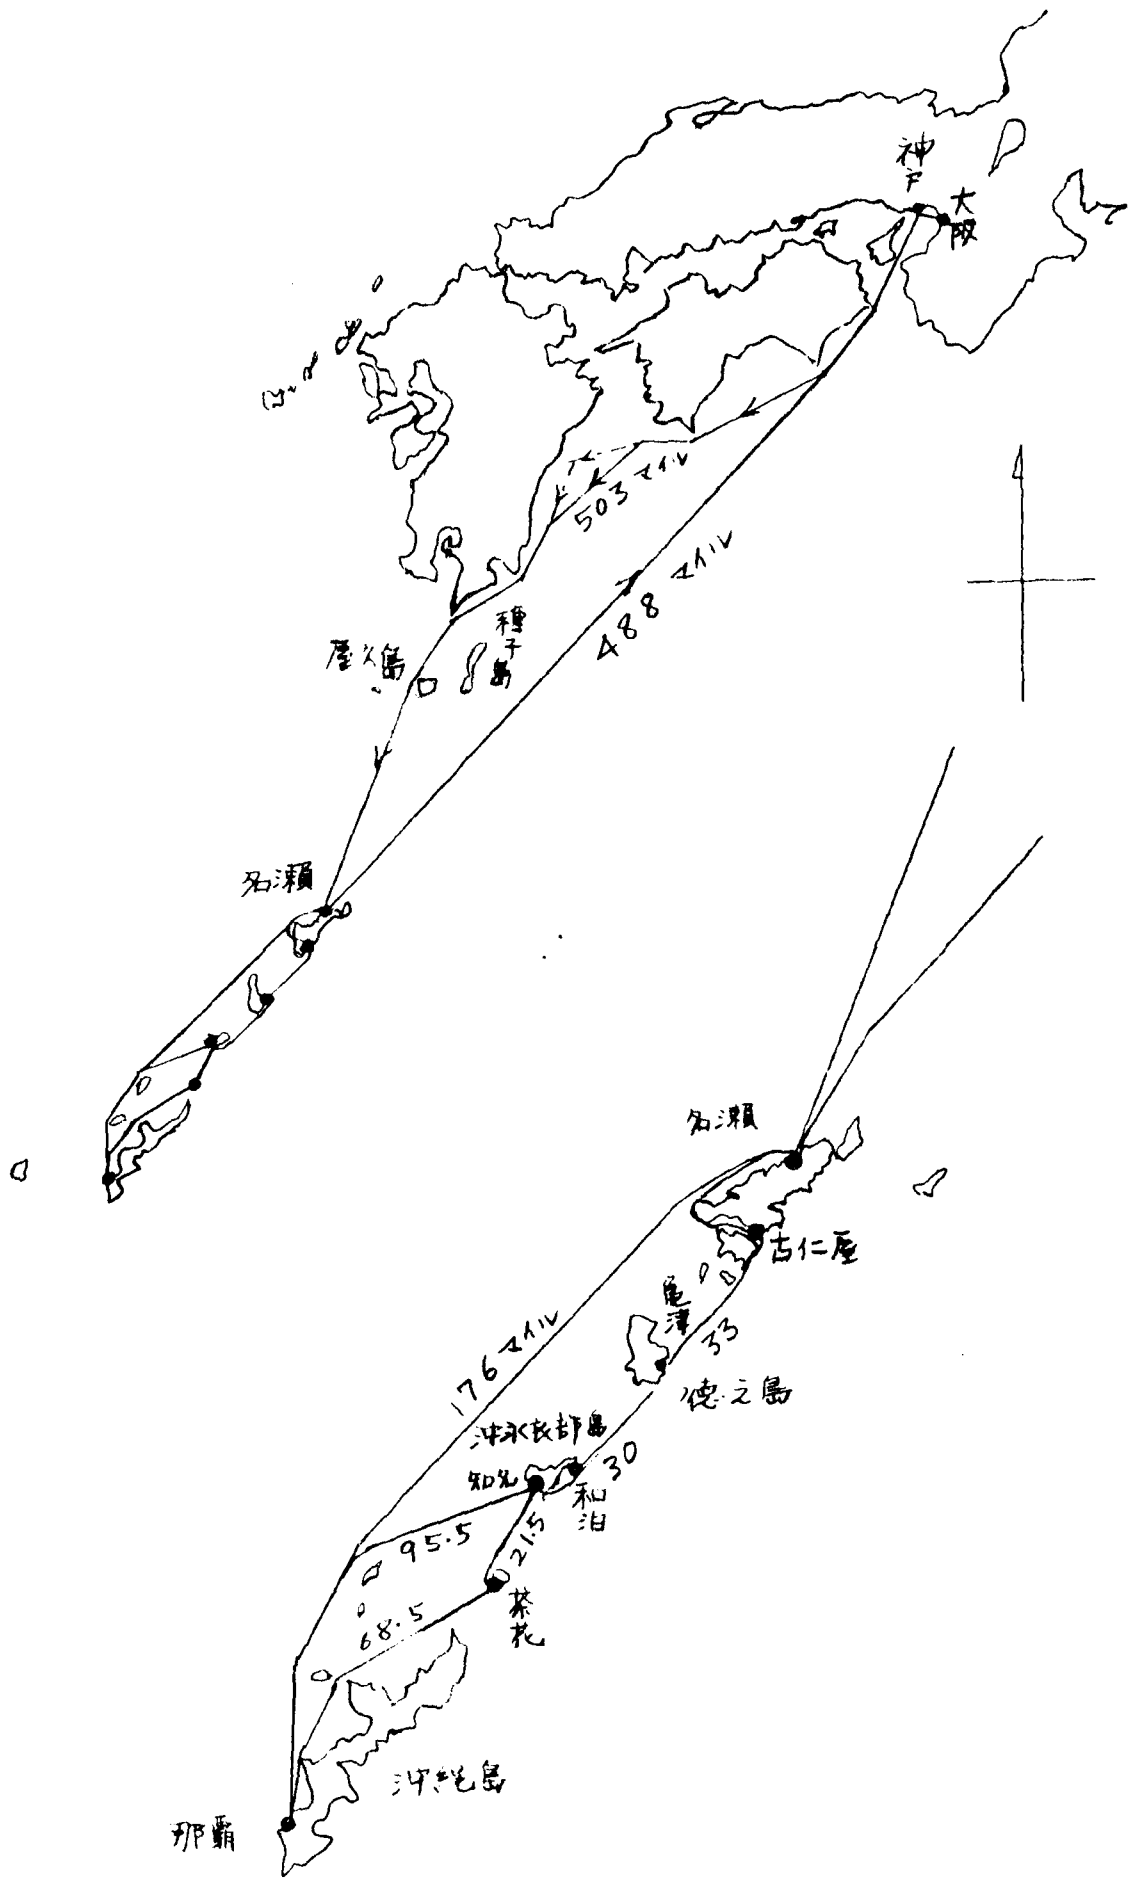 神戸
大阪
503マイル
488マイル
種子島
屋久島
名瀬
名瀬
古仁屋
亀津
33
徳之島
176マイル
沖永良部島
30
知名
和泊
95.5
21.5
茶花
68.5
沖縄島
那覇